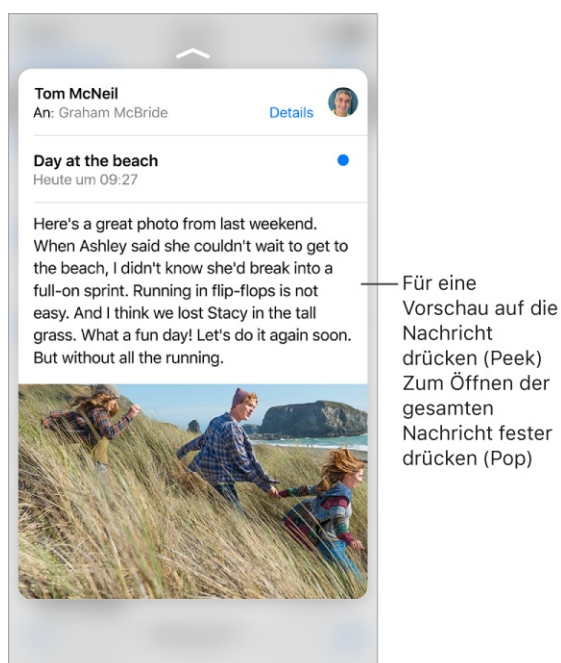 Tom McNeil
An: Graham McBride
Details
Day at the beach
Heute um 09:27
Here's a great photo from last weekend.
When Ashley said she couldn't wait to get to
the beach, I didn't know she'd break into a
full-on sprint. Running in flip-flops is not
easy. And I think we lost Stacy in the tall
grass. What a fun day! Let's do it again soon.
But without all the running.
Für eine
Vorschau auf die
Nachricht
drücken (Peek)
Zum Öffnen der
gesamten
Nachricht fester
drücken (Pop)